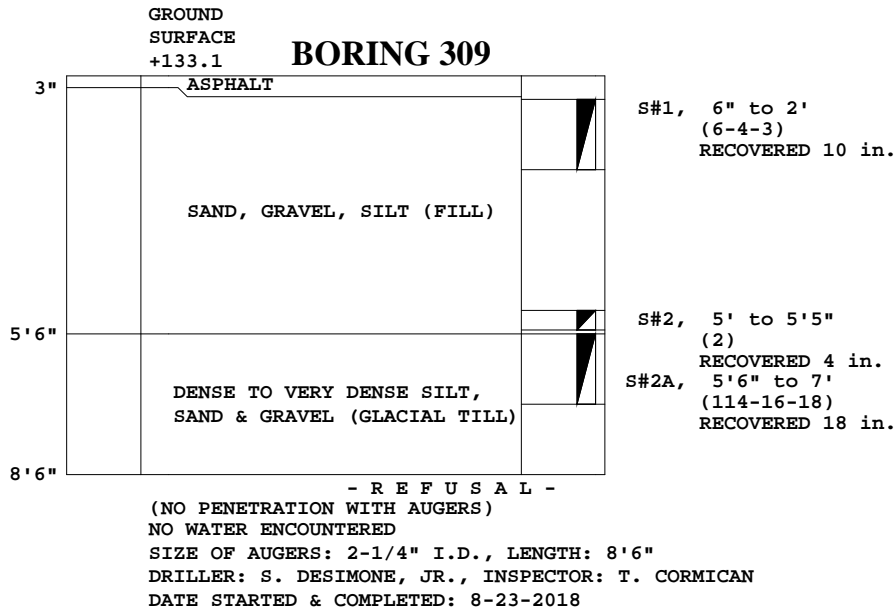 GROUND
SURFACE
+133.1
BORING 309
3"
ASPHALT
S#1, 6" to 2'
(6-4-3)
RECOVERED 10 in.
SAND, GRAVEL, SILT (FILL)
5'6"
S#2, 5' to 5'5"
(2)
RECOVERED 4 in.
S#2A, 5'6" to 7'
(114-16-18)
RECOVERED 18 in.
DENSE TO VERY DENSE SILT,
SAND & GRAVEL (GLACIAL TILL)
8'6"
- R E F U S A L -
(NO PENETRATION WITH AUGERS)
NO WATER ENCOUNTERED
SIZE OF AUGERS: 2-1/4" I.D., LENGTH: 8'6"
DRILLER: S. DESIMONE, JR., INSPECTOR: T. CORMICAN
DATE STARTED & COMPLETED: 8-23-2018